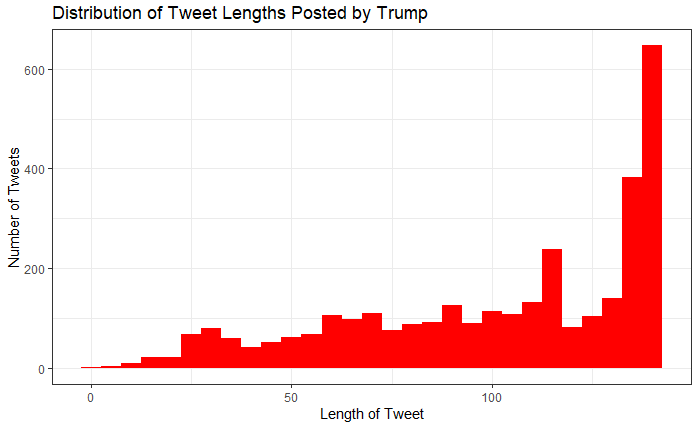 Distribution of Tweet Lengths Posted by Trump
Number of Tweets
600
400
200
0
0 50 100
Length of Tweet